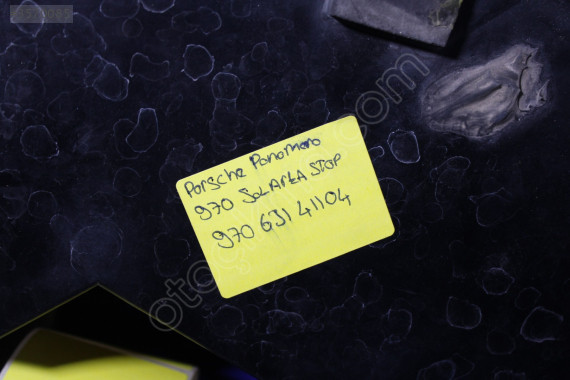 Porsche Panamera
970 SOL ARKA STOP
970 631 411 04